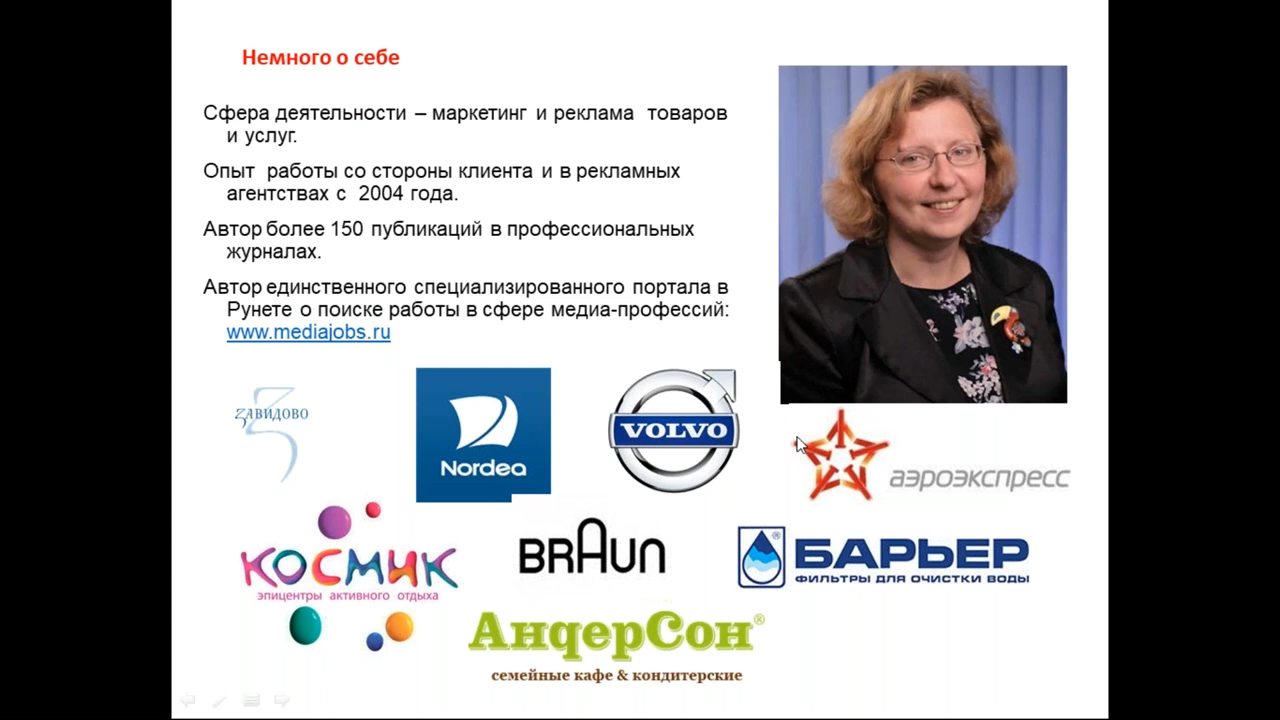 Немного о себе
Сфера деятельности – маркетинг и реклама товаров
и услуг.
Опыт работы со стороны клиента и в рекламных
агентствах с 2004 года.
Автор более 150 публикаций в профессиональных
журналах.
Автор единственного специализированного портала в
Рунете о поиске работы в сфере медиа-профессий:
www.mediajobs.ru
ЗАВИДОВО
Nordea
VOLVO
аэроэкспресс
КОСМИК
эпицентры активного отдыха
BRAUN
БАРЬЕР
ФИЛЬТРЫ ДЛЯ ОЧИСТКИ ВОДЫ
АндерСон®
семейные кафе & кондитерские